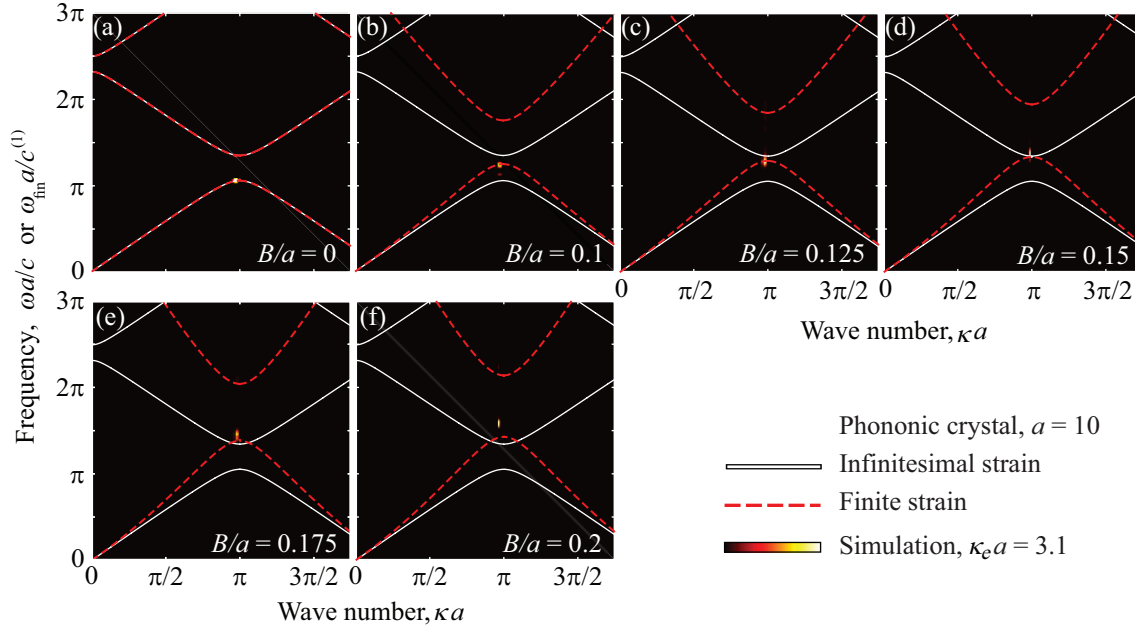 (a)
(b)
(c)
(d)
3π
2π
π
0
B/a = 0
B/a = 0.1
B/a = 0.125
B/a = 0.15
0 π/2 π 3π/2
0 π/2 π 3π/2
Wave number, κa
Frequency, ωa/c or ω_fin a/c^(1)
(e)
(f)
3π
2π
π
0
B/a = 0.175
B/a = 0.2
0 π/2 π 3π/2
0 π/2 π 3π/2
Wave number, κa
Phononic crystal, a = 10
Infinitesimal strain
Finite strain
Simulation, κ_e a = 3.1